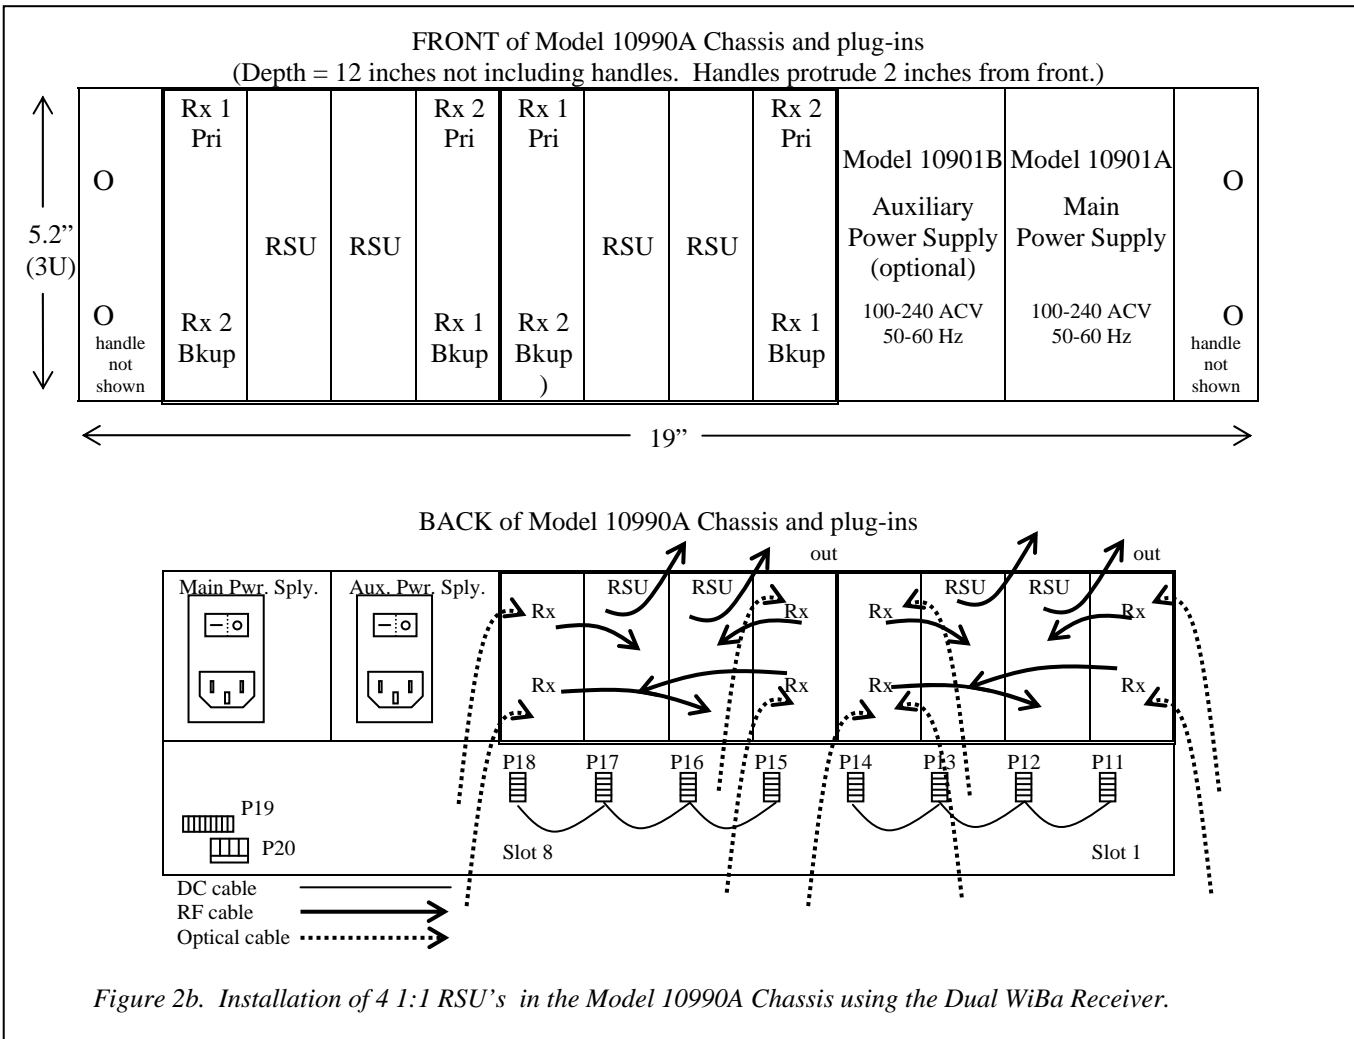 FRONT of Model 10990A Chassis and plug-ins
(Depth = 12 inches not including handles.  Handles protrude 2 inches from front.)
5.2”
(3U)
O
O
handle
not
shown
Rx 1
Pri
Rx 2
Bkup
RSU
RSU
Rx 2
Pri
Rx 1
Bkup
Rx 1
Pri
Rx 2
Bkup
)
RSU
RSU
Rx 2
Pri
Rx 1
Bkup
Model 10901B
Auxiliary
Power Supply
(optional)
100-240 ACV
50-60 Hz
Model 10901A
Main
Power Supply
100-240 ACV
50-60 Hz
O
O
handle
not
shown
19”
BACK of Model 10990A Chassis and plug-ins
out
out
Main Pwr. Sply.
Aux. Pwr. Sply.
RSU
RSU
RSU
RSU
Rx
Rx
Rx
Rx
Rx
Rx
Rx
Rx
P18
P17
P16
P15
P14
P13
P12
P11
P19
P20
Slot 8
Slot 1
DC cable
RF cable
Optical cable
Figure 2b.  Installation of 4 1:1 RSU’s  in the Model 10990A Chassis using the Dual WiBa Receiver.